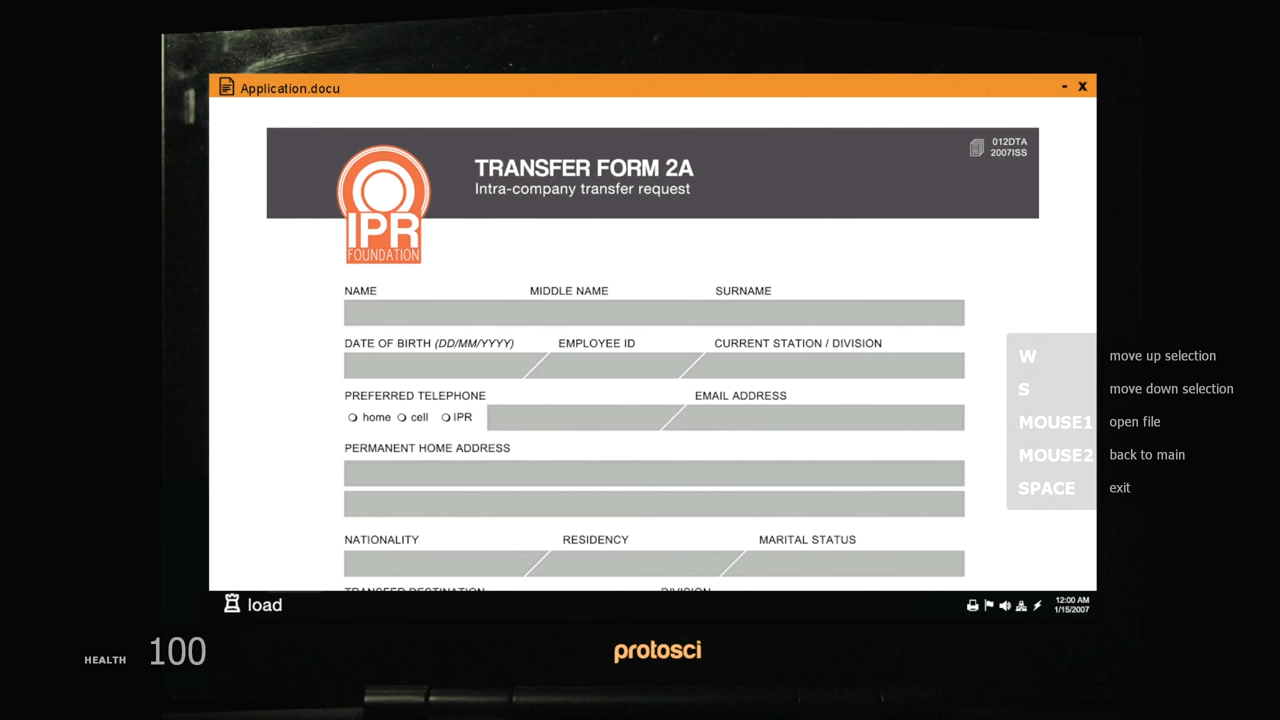 Application.docu
- x
012DTA
2007ISS
TRANSFER FORM 2A
Intra-company transfer request
IPR
FOUNDATION
NAME MIDDLE NAME SURNAME
DATE OF BIRTH (DD/MM/YYYY) EMPLOYEE ID CURRENT STATION / DIVISION
PREFERRED TELEPHONE EMAIL ADDRESS
home cell IPR
PERMANENT HOME ADDRESS
NATIONALITY RESIDENCY MARITAL STATUS
TRANSFER DESTINATION DIVISION
W move up selection
S move down selection
MOUSE1 open file
MOUSE2 back to main
SPACE exit
load
12:00 AM
1/15/2007
HEALTH 100
protosci